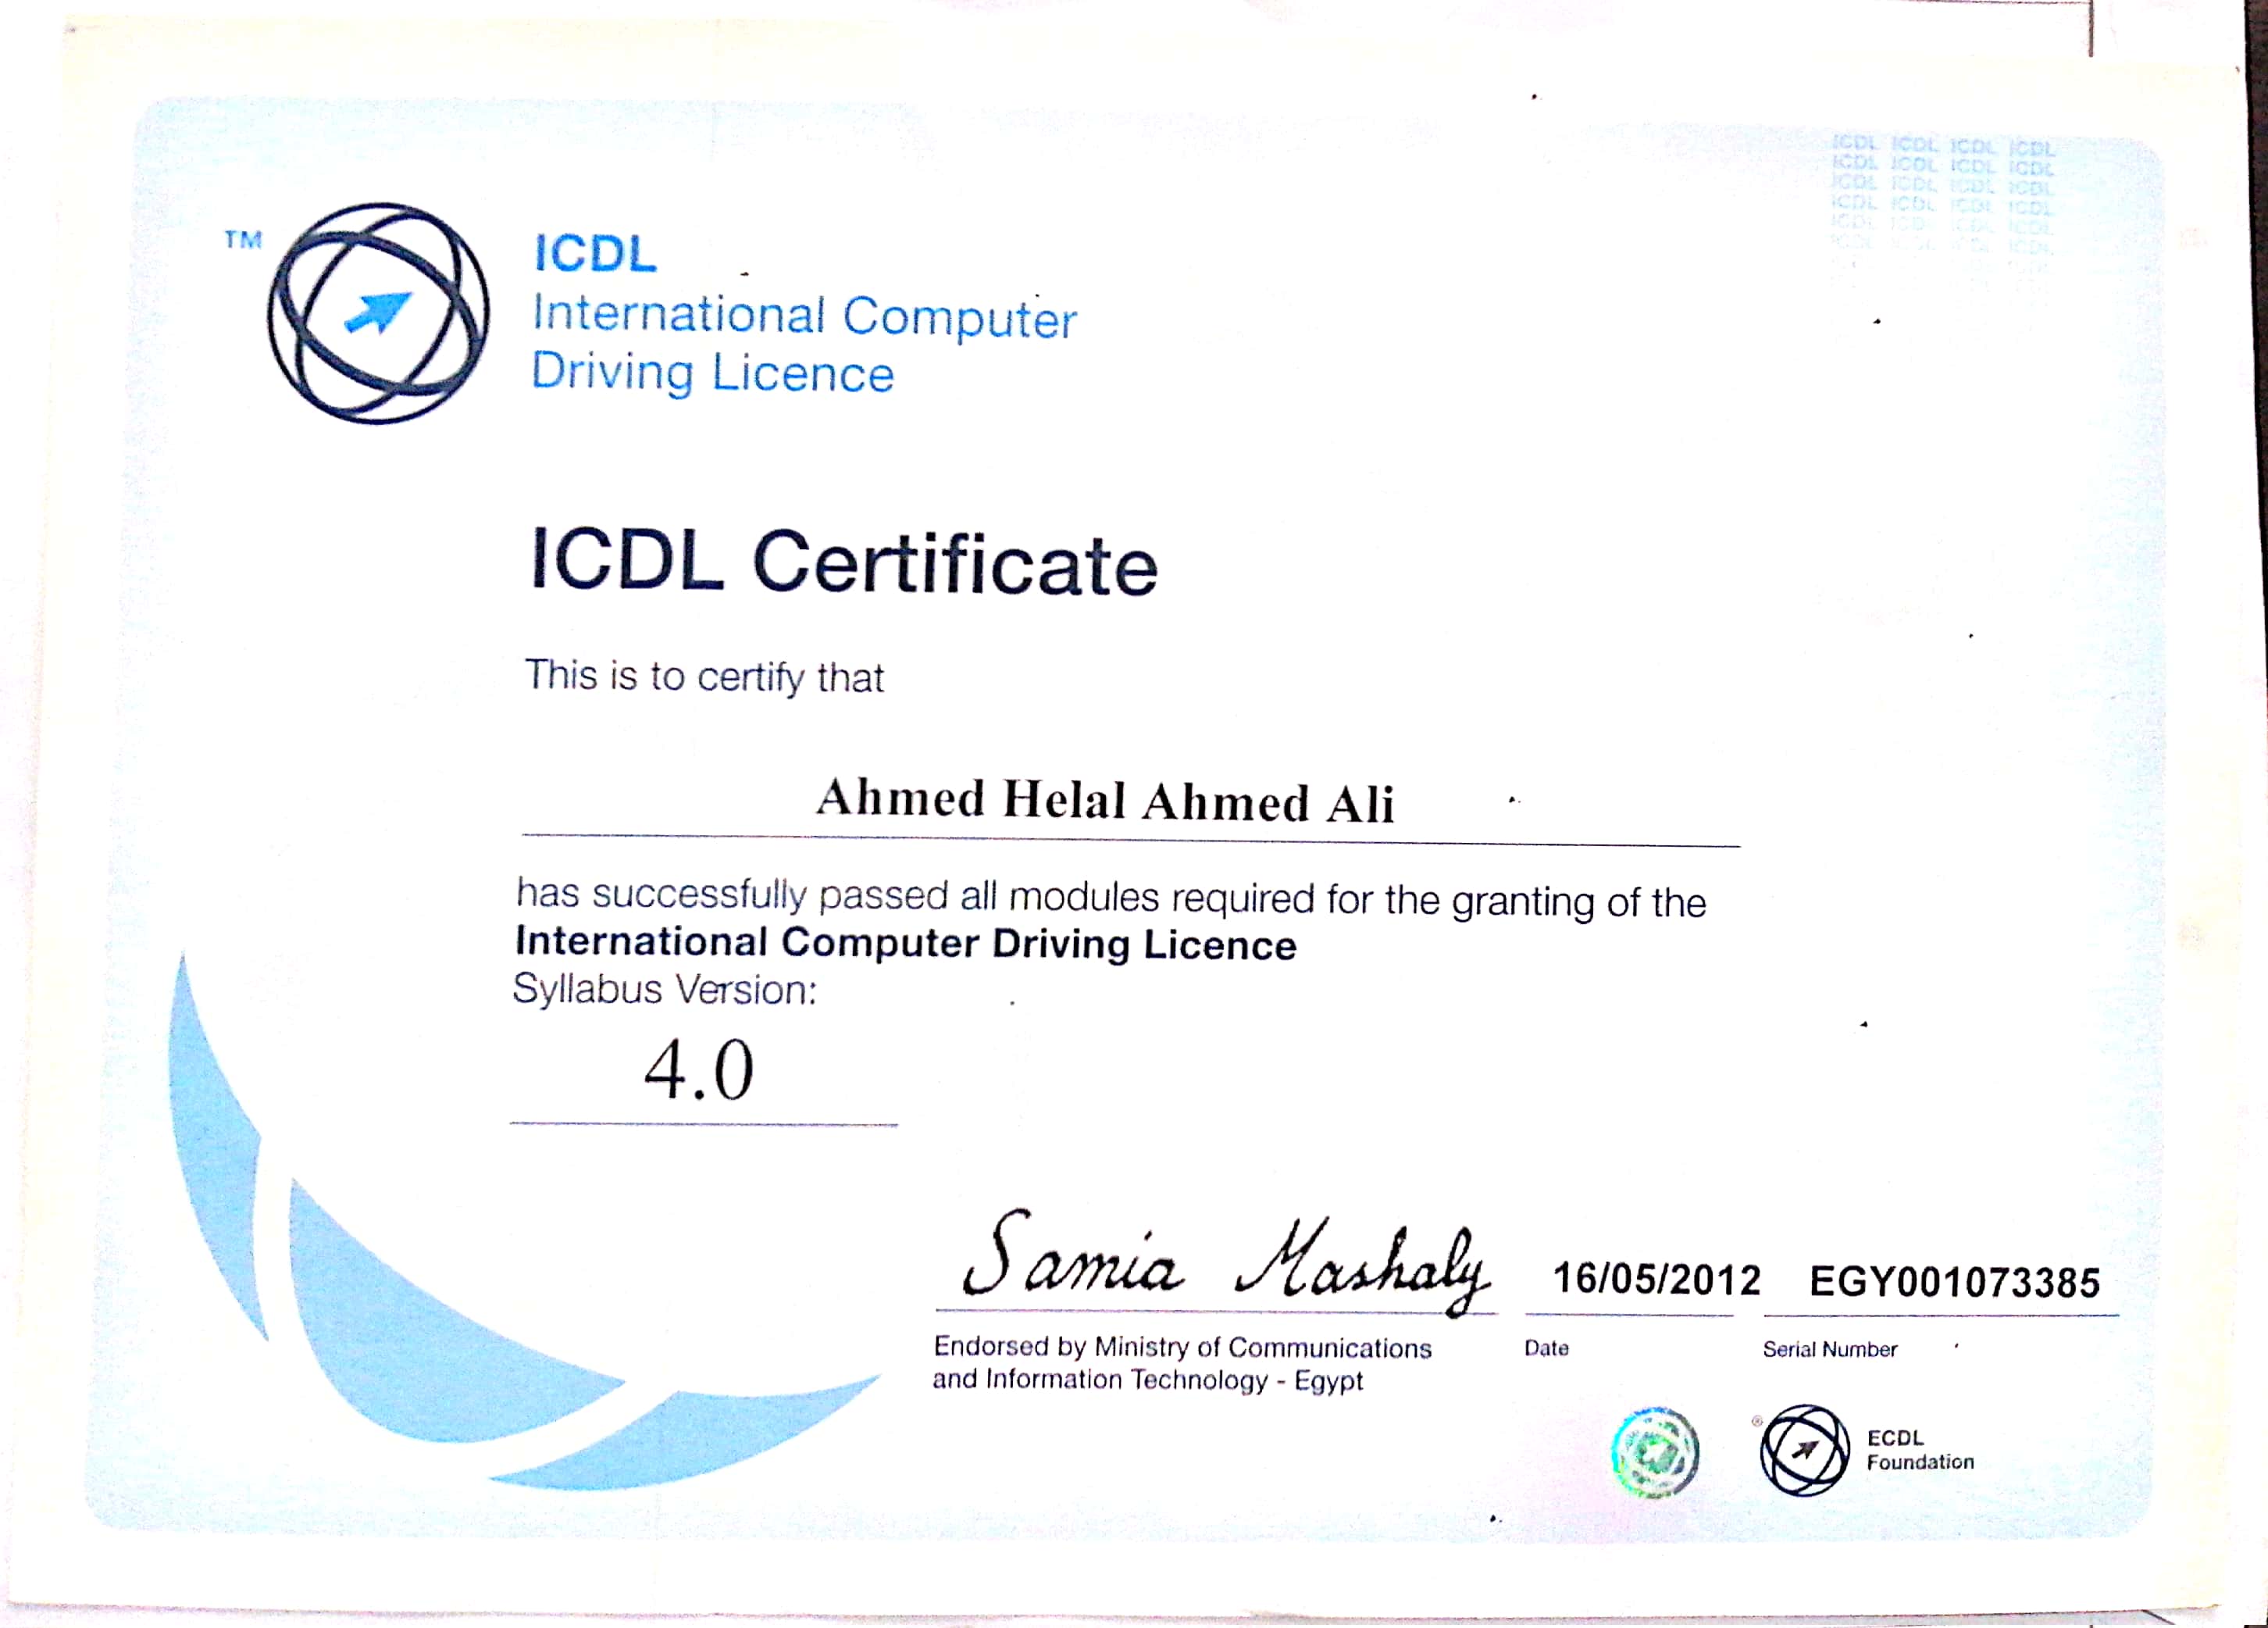 TM
ICDL
International Computer
Driving Licence
ICDL ICDL ICDL ICDL
ICDL ICDL ICDL ICDL
ICDL ICDL ICDL ICDL
ICDL ICDL ICDL ICDL
ICDL Certificate
This is to certify that
Ahmed Helal Ahmed Ali
has successfully passed all modules required for the granting of the
International Computer Driving Licence
Syllabus Version:
4.0
Samia Mashaly
16/05/2012
EGY001073385
Endorsed by Ministry of Communications
and Information Technology - Egypt
Date
Serial Number
®
ECDL
Foundation